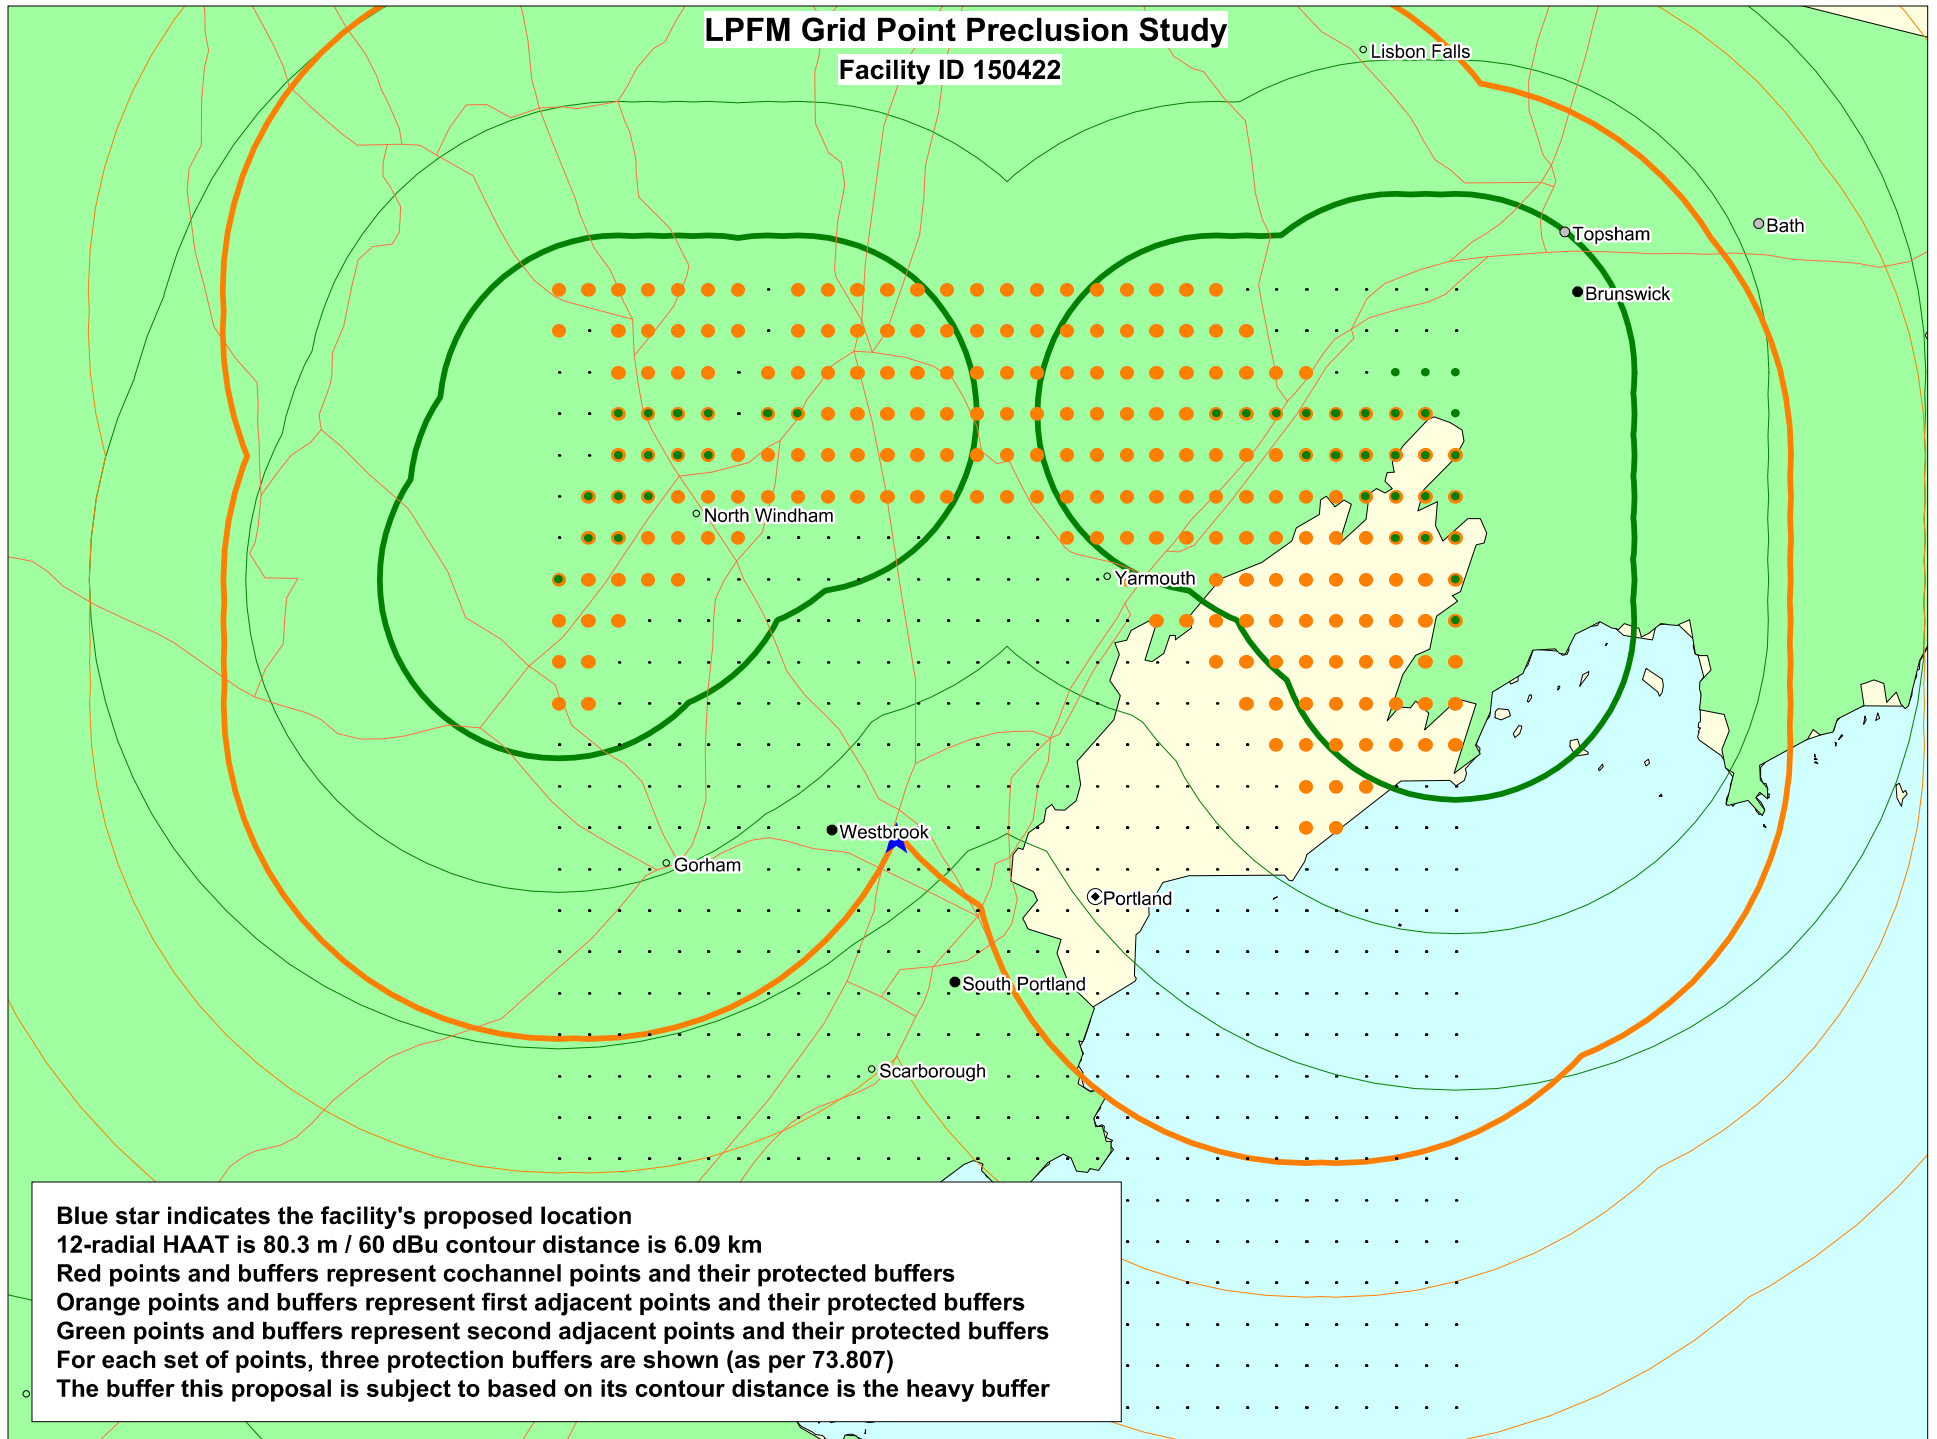 LPFM Grid Point Preclusion Study
Facility ID 150422
Lisbon Falls
Bath
Topsham
Brunswick
North Windham
Yarmouth
Westbrook
Gorham
Portland
South Portland
Scarborough
Blue star indicates the facility's proposed location
12-radial HAAT is 80.3 m / 60 dBu contour distance is 6.09 km
Red points and buffers represent cochannel points and their protected buffers
Orange points and buffers represent first adjacent points and their protected buffers
Green points and buffers represent second adjacent points and their protected buffers
For each set of points, three protection buffers are shown (as per 73.807)
The buffer this proposal is subject to based on its contour distance is the heavy buffer